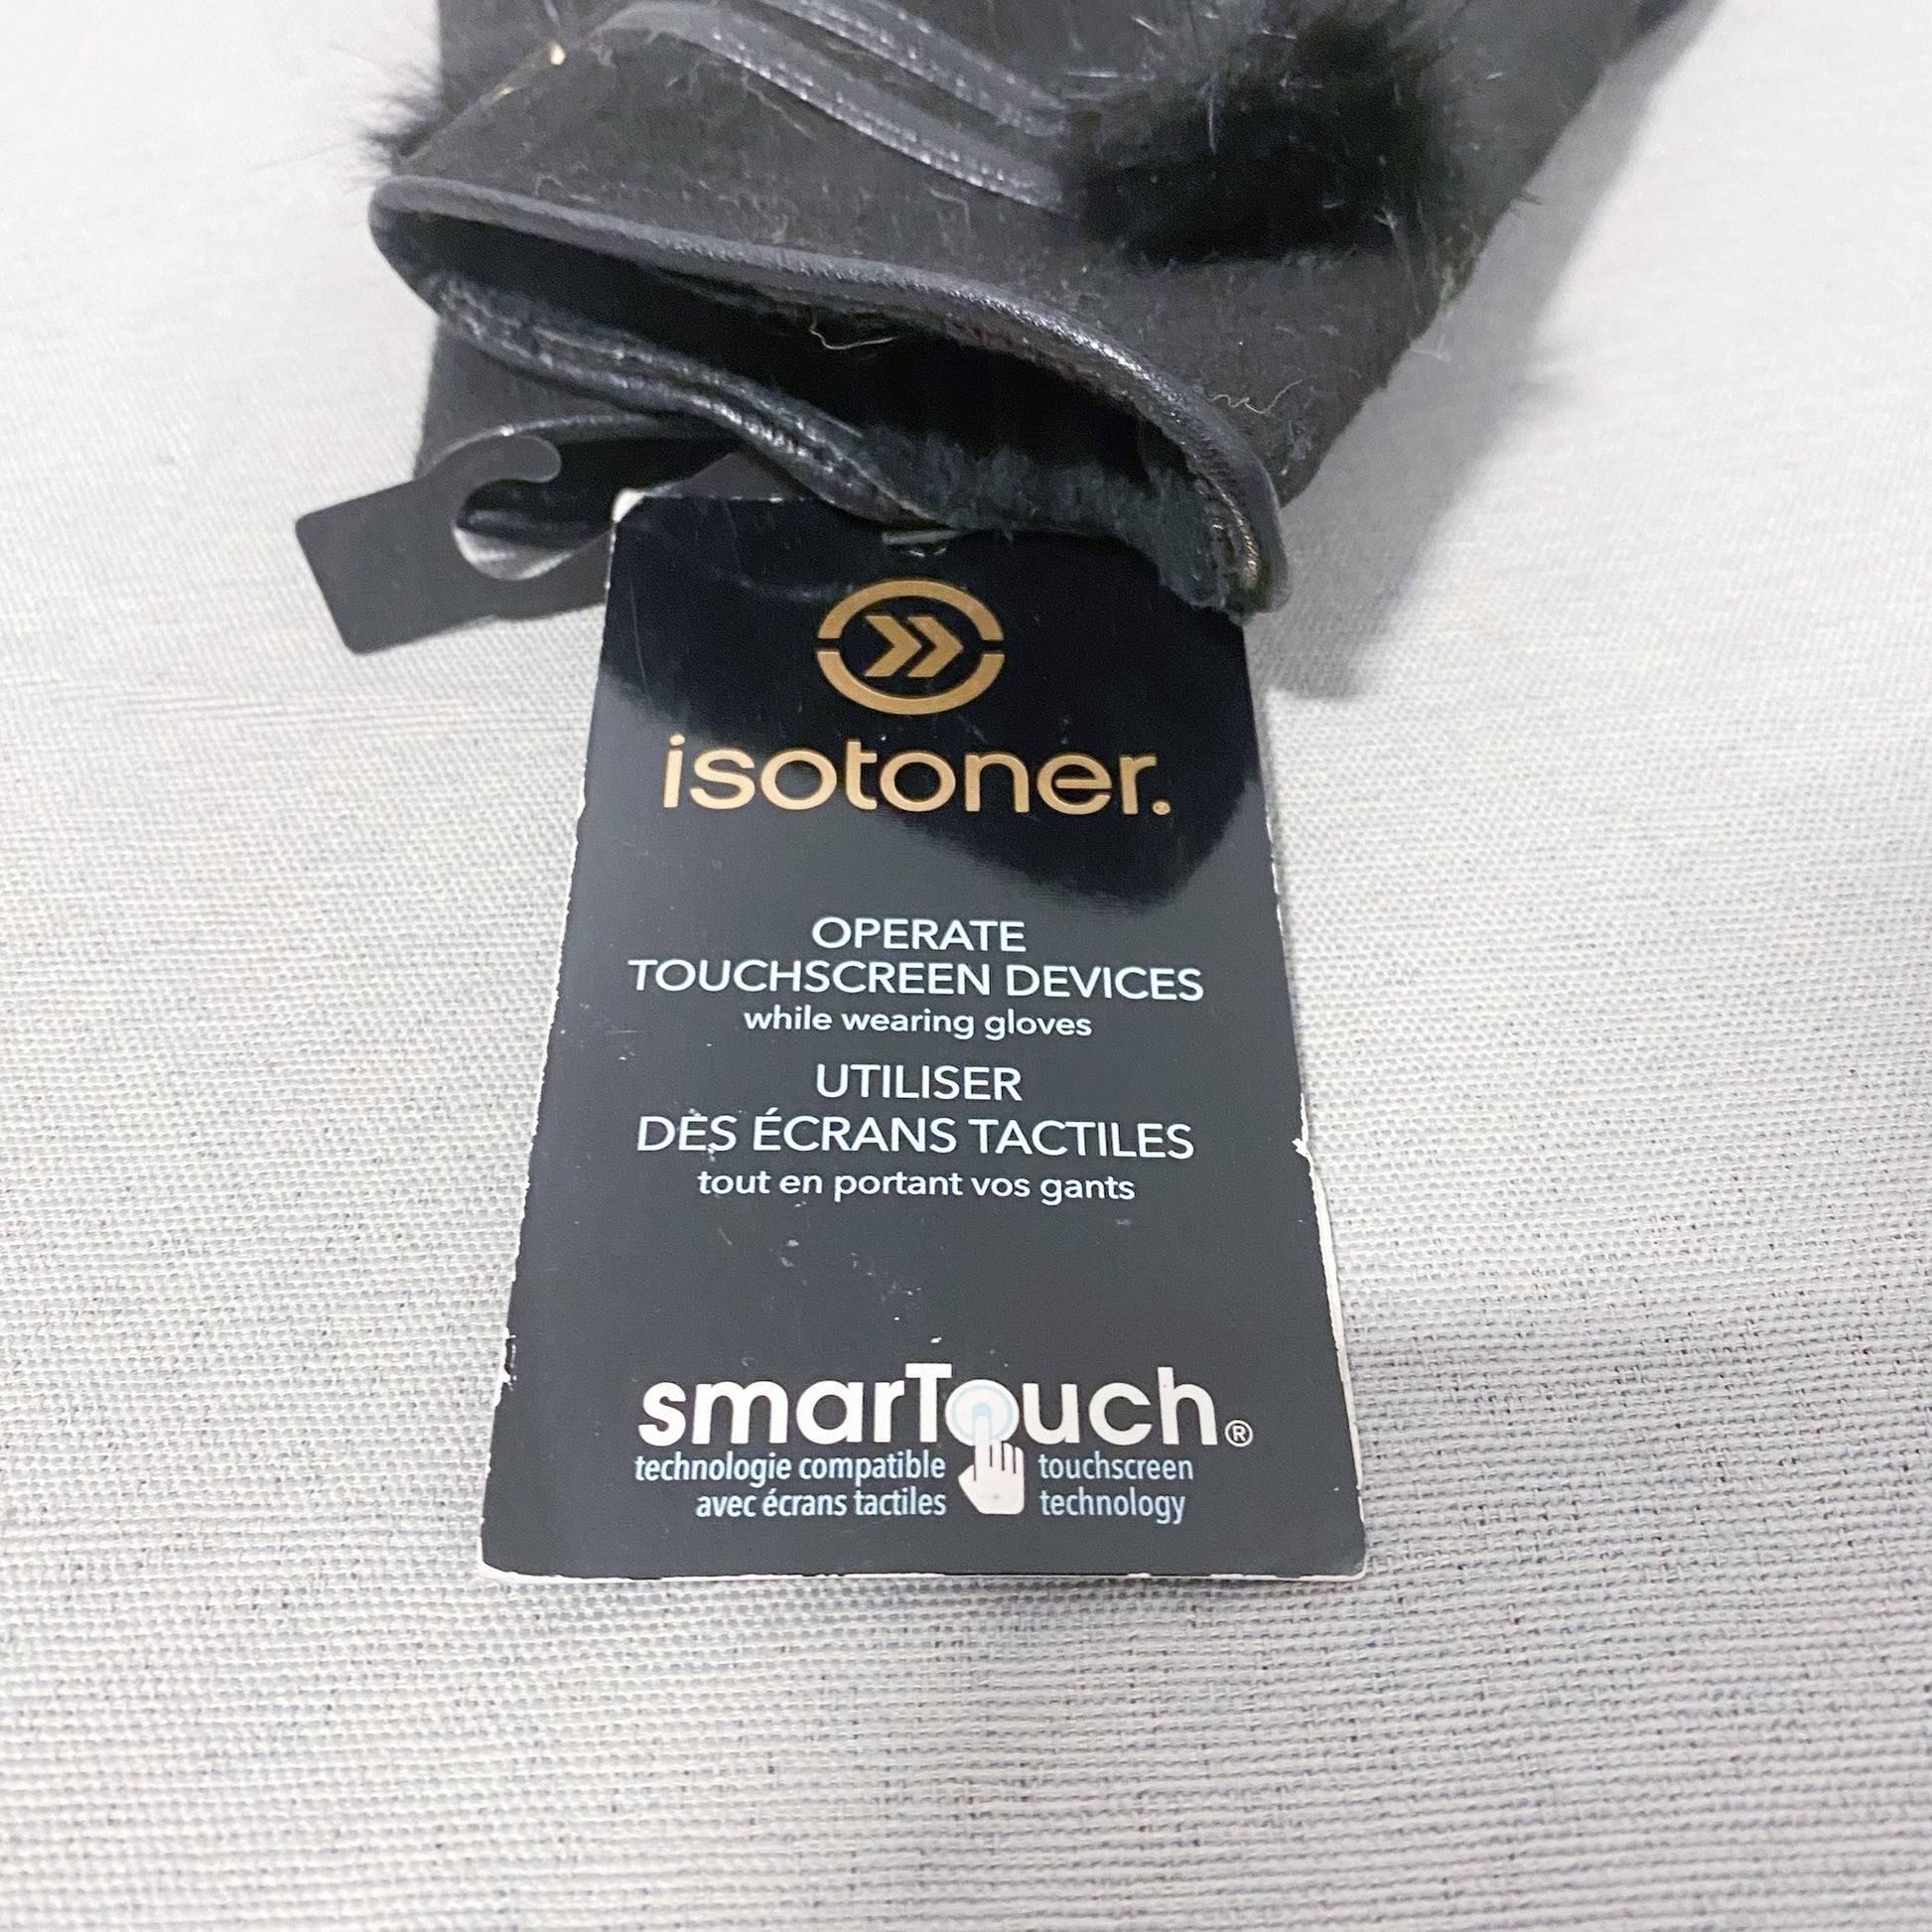 isotoner.
OPERATE
TOUCHSCREEN DEVICES
while wearing gloves
UTILISER
DES ÉCRANS TACTILES
tout en portant vos gants
smarTouch®
technologie compatible
avec écrans tactiles
touchscreen
technology